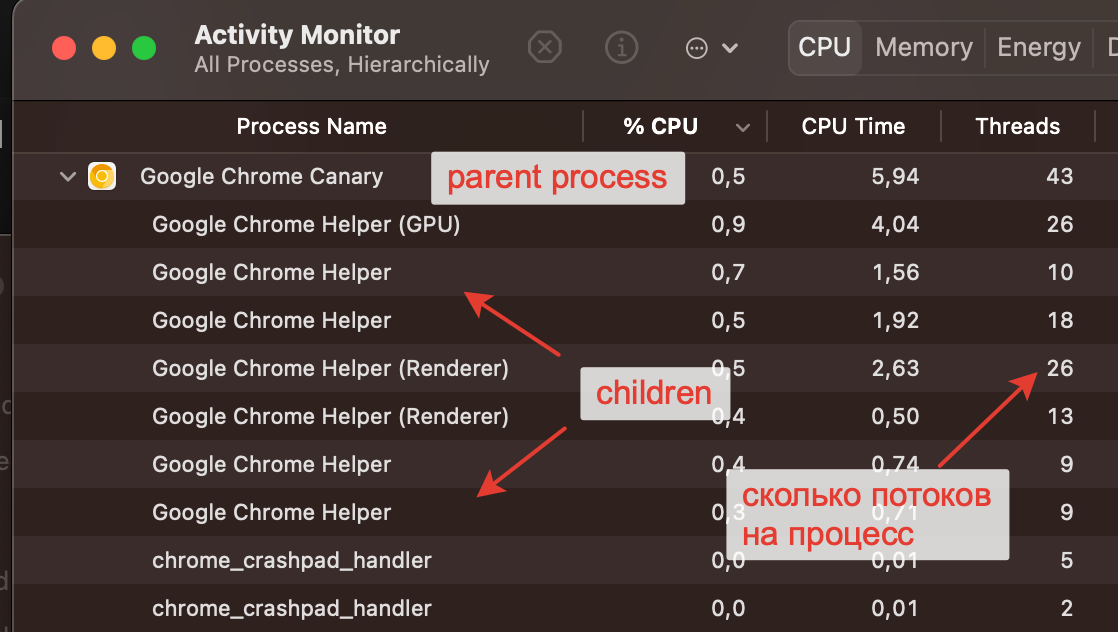 Activity Monitor
All Processes, Hierarchically
CPU Memory Energy D
Process Name % CPU CPU Time Threads
Google Chrome Canary parent process 0,5 5,94 43
Google Chrome Helper (GPU) 0,9 4,04 26
Google Chrome Helper 0,7 1,56 10
Google Chrome Helper 0,5 1,92 18
Google Chrome Helper (Renderer) 0,5 2,63 26
children
Google Chrome Helper (Renderer) 0,4 0,50 13
Google Chrome Helper 0,4 0,74 9
сколько потоков
Google Chrome Helper 0,3 0,71 9
на процесс
chrome_crashpad_handler 0,0 0,01 5
chrome_crashpad_handler 0,0 0,01 2